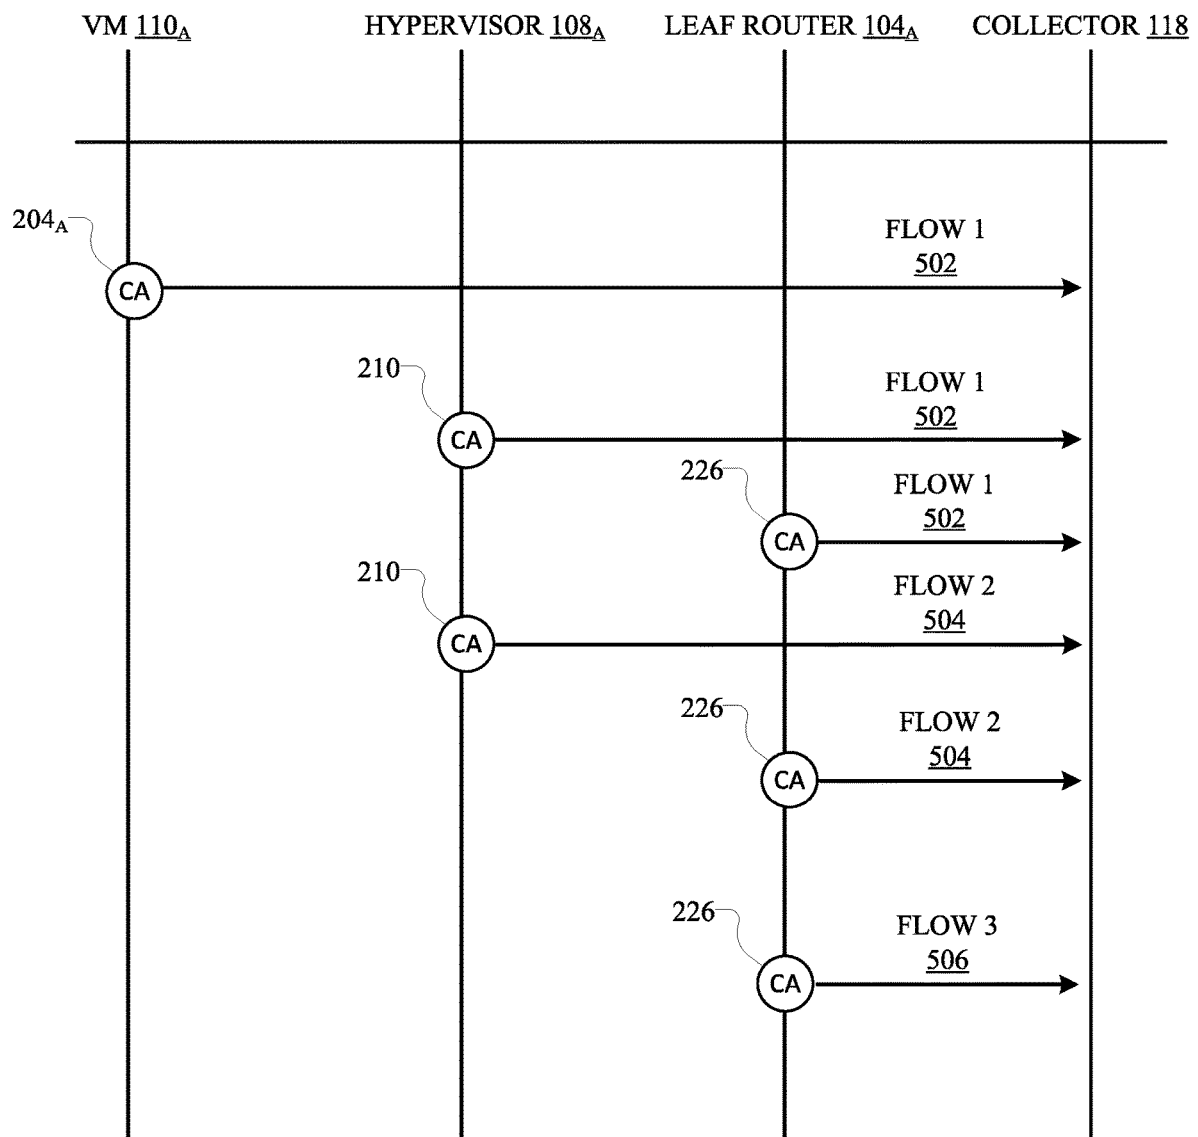 VM 110A HYPERVISOR 108A LEAF ROUTER 104A COLLECTOR 118
204A
FLOW 1
502
CA
210
FLOW 1
502
CA
226
FLOW 1
502
CA
210
FLOW 2
504
CA
226
FLOW 2
504
CA
226
FLOW 3
506
CA